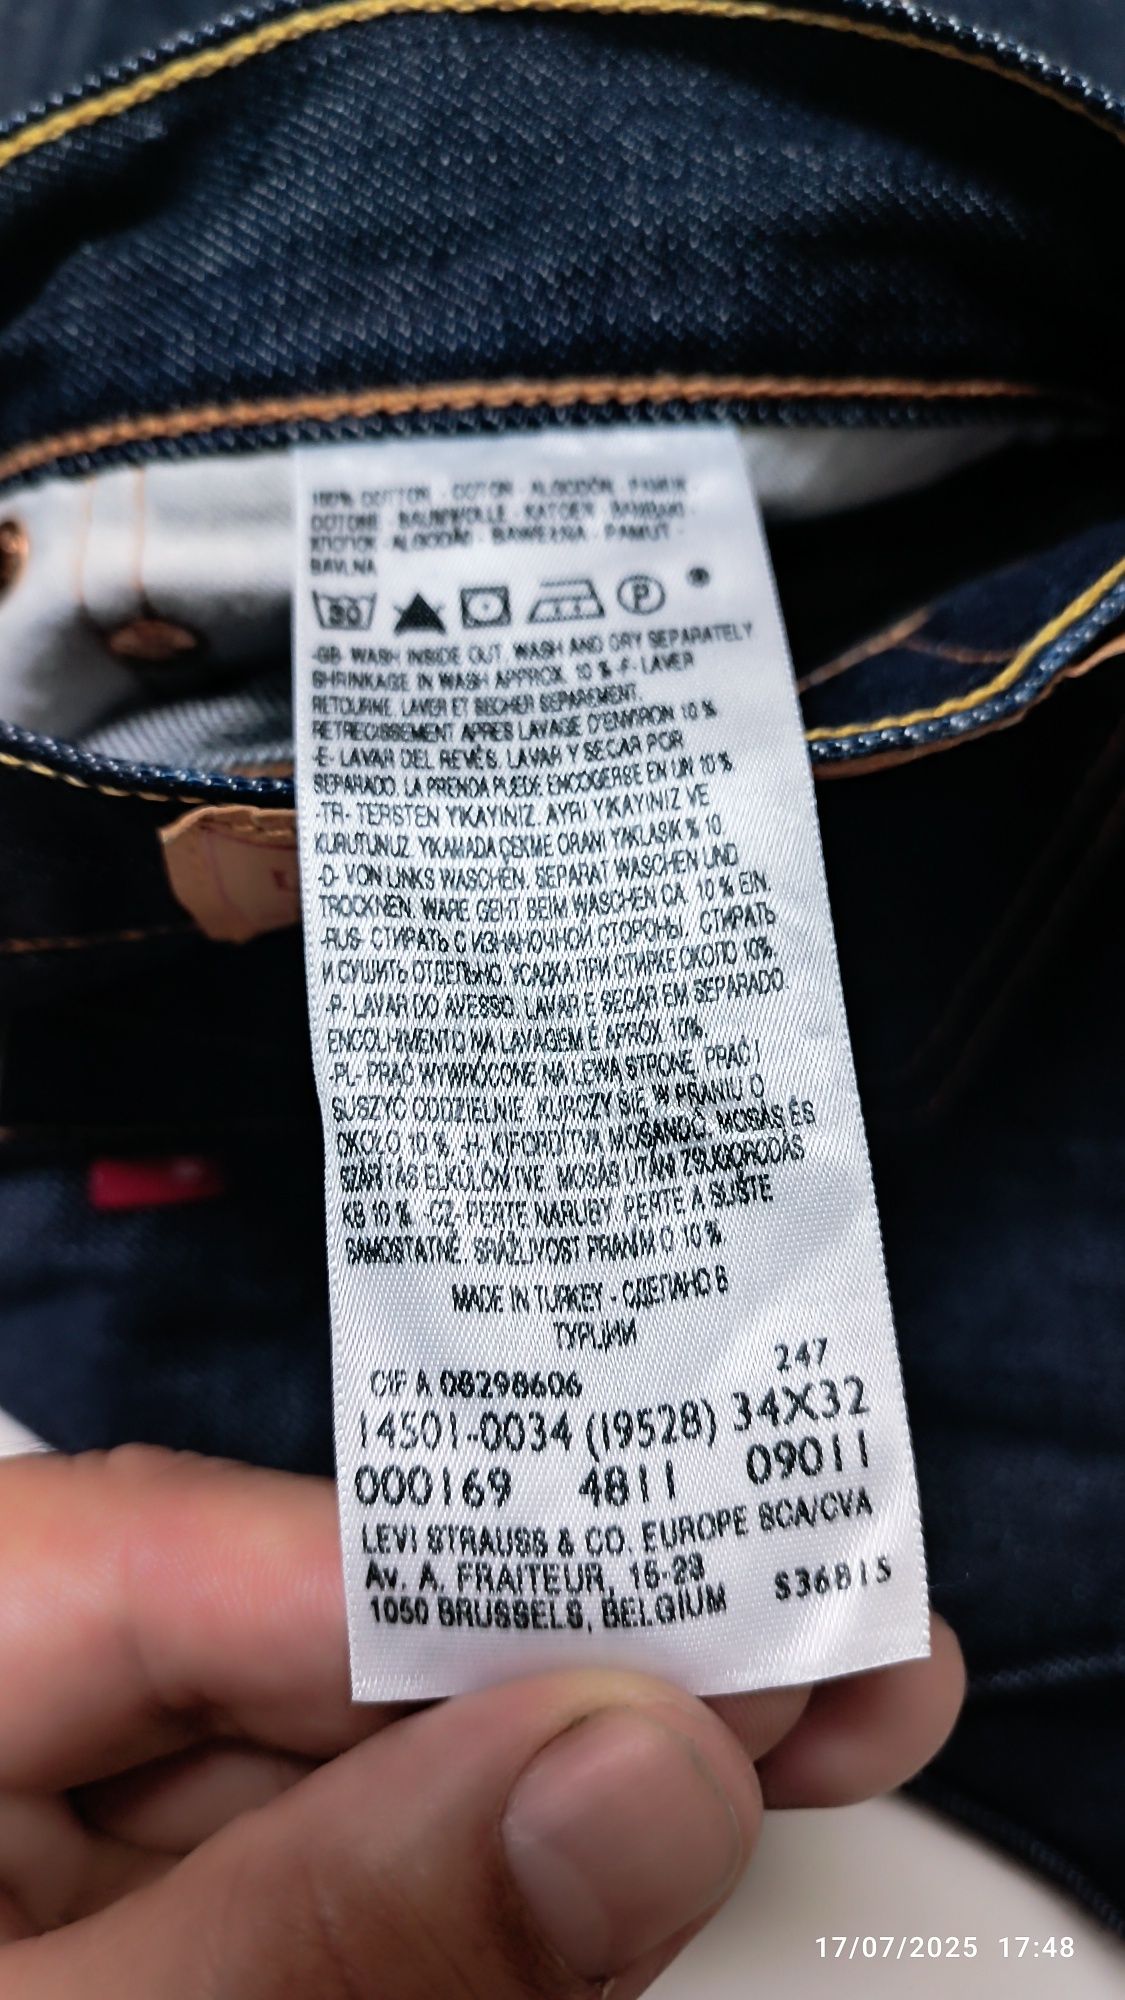 100% COTTON - COTON - ALGODÓN - PAMUK
COTONE - BAUMWOLLE - KATOEN - BAMBAKI -
ХЛОПОК - ALGODÃO - BAWEŁNA - PAMUT -
BAVLNA
30 P
-GB- WASH INSIDE OUT. WASH AND DRY SEPARATELY.
SHRINKAGE IN WASH APPROX. 10 % -F- LAVER
RETOURNE. LAVER ET SECHER SEPAREMENT.
RETRECISSEMENT APRES LAVAGE D'ENVIRON 10 %
-E- LAVAR DEL REVÉS. LAVAR Y SECAR POR
SEPARADO. LA PRENDA PUEDE ENCOGERSE EN UN 10 %
-TR- TERSTEN YIKAYINIZ. AYRI YIKAYINIZ VE
KURUTUNUZ. YIKAMADA ÇEKME ORANI YAKLASIK % 10.
-D- VON LINKS WASCHEN. SEPARAT WASCHEN UND
TROCKNEN. WARE GEHT BEIM WASCHEN CA. 10 % EIN.
-RUS- СТИРАТЬ С ИЗНАНОЧНОЙ СТОРОНЫ. СТИРАТЬ
И СУШИТЬ ОТДЕЛЬНО. УСАДКА ПРИ СТИРКЕ ОКОЛО 10%.
-P- LAVAR DO AVESSO. LAVAR E SECAR EM SEPARADO.
ENCOLHIMENTO NA LAVAGEM É APROX. 10%.
-PL- PRAĆ WYWRÓCONE NA LEWĄ STRONĘ. PRAĆ I
SUSZYĆ ODDZIELNIE. KURCZY SIĘ W PRANIU O
OKOŁO 10 %. -H- KIFORDÍTVA MOSANDÓ. MOSÁS ÉS
SZÁRÍTÁS ELKÜLÖNÍTVE. MOSÁS UTÁNI ZSUGORODÁS
KB 10 %. -CZ- PERTE NARUBY. PERTE A SUŠTE
SAMOSTATNĚ. SRÁŽLIVOST PRANÍM O 10 %
MADE IN TURKEY - СДЕЛАНО В
ТУРЦИИ
247
CIF A 08298606
14501-0034 (19528) 34X32
000169 4811 09011
LEVI STRAUSS & CO. EUROPE SCA/CVA
Av. A. FRAITEUR, 15-23
1050 BRUSSELS, BELGIUM S36B1S
17/07/2025 17:48